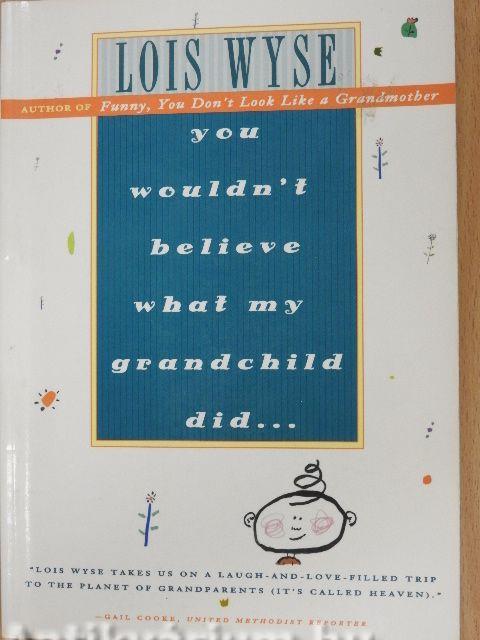 LOIS WYSE
AUTHOR OF Funny, You Don't Look Like a Grandmother
you
wouldn't
believe
what my
grandchild
did...
"LOIS WYSE TAKES US ON A LAUGH-AND-LOVE-FILLED TRIP
TO THE PLANET OF GRANDPARENTS (IT'S CALLED HEAVEN)."
—GAIL COOKE, UNITED METHODIST REPORTER